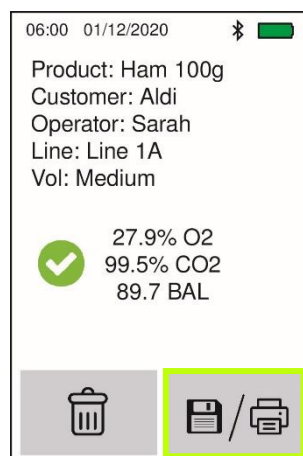 06:00 01/12/2020
Product: Ham 100g
Customer: Aldi
Operator: Sarah
Line: Line 1A
Vol: Medium
27.9% O2
99.5% CO2
89.7 BAL
/